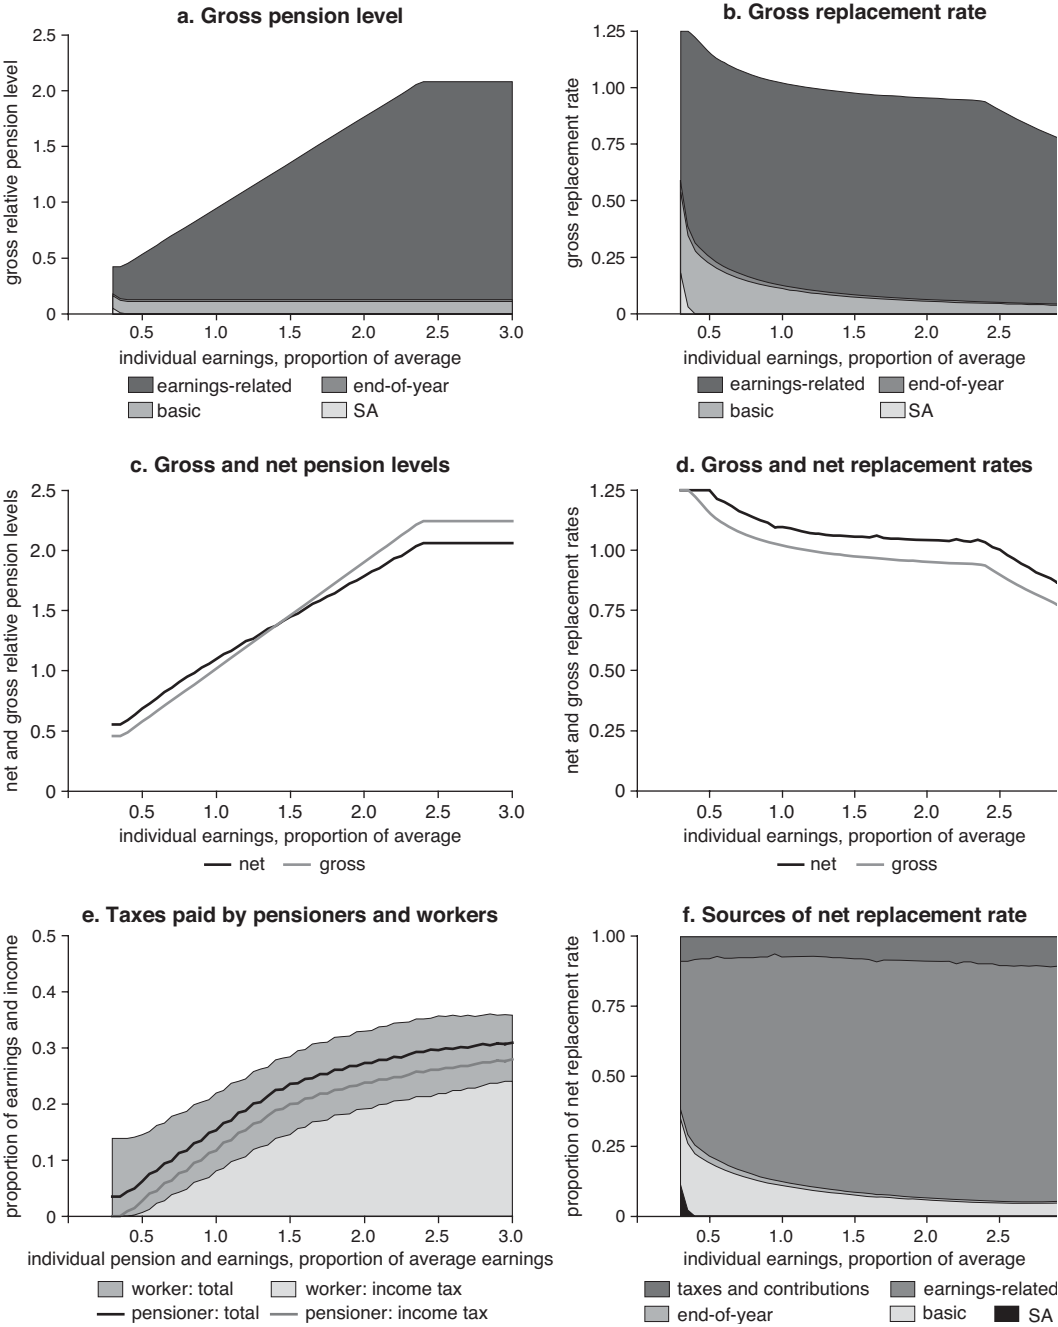 a. Gross pension level
gross relative pension level
2.5
2.0
1.5
1.0
0.5
0
0.5 1.0 1.5 2.0 2.5 3.0
individual earnings, proportion of average
earnings-related end-of-year
basic SA
b. Gross replacement rate
gross replacement rate
1.25
1.00
0.75
0.50
0.25
0
0.5 1.0 1.5 2.0 2.5
individual earnings, proportion of average
earnings-related end-of-year
basic SA
c. Gross and net pension levels
net and gross relative pension levels
2.5
2.0
1.5
1.0
0.5
0
0.5 1.0 1.5 2.0 2.5 3.0
individual earnings, proportion of average
net gross
d. Gross and net replacement rates
net and gross replacement rates
1.25
1.00
0.75
0.50
0.25
0
0.5 1.0 1.5 2.0 2.5
individual earnings, proportion of average
net gross
e. Taxes paid by pensioners and workers
proportion of earnings and income
0.5
0.4
0.3
0.2
0.1
0
0.5 1.0 1.5 2.0 2.5 3.0
individual pension and earnings, proportion of average earnings
worker: total worker: income tax
pensioner: total pensioner: income tax
f. Sources of net replacement rate
proportion of net replacement rate
1.00
0.75
0.50
0.25
0
0.5 1.0 1.5 2.0 2.5
individual earnings, proportion of average
taxes and contributions earnings-related
end-of-year basic SA